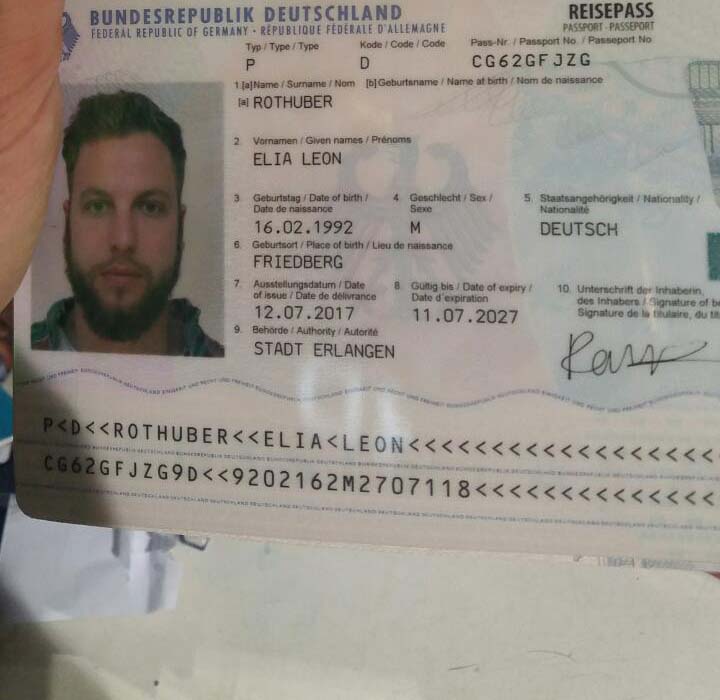 BUNDESREPUBLIK DEUTSCHLAND
FEDERAL REPUBLIC OF GERMANY · RÉPUBLIQUE FÉDÉRALE D'ALLEMAGNE
REISEPASS
PASSPORT · PASSEPORT
Typ / Type / Type Kode / Code / Code Pass-Nr. / Passport No. / Passeport No
P D CG62GFJZG
1.[a]Name / Surname / Nom [b]Geburtsname / Name at birth / Nom de naissance
[a] ROTHUBER
2. Vornamen / Given names / Prénoms
ELIA LEON
3. Geburtstag / Date of birth / 4. Geschlecht / Sex / 5. Staatsangehörigkeit / Nationality /
Date de naissance Sexe Nationalité
16.02.1992 M DEUTSCH
6. Geburtsort / Place of birth / Lieu de naissance
FRIEDBERG
7. Ausstellungsdatum / Date 8. Gültig bis / Date of expiry / 10. Unterschrift der Inhaberin,
of issue / Date de délivrance Date d'expiration des Inhabers / Signature of
Signature de la titulaire, du
12.07.2017 11.07.2027
9. Behörde / Authority / Autorité
STADT ERLANGEN
P<D<<ROTHUBER<<ELIA<LEON<<<<<<<<<<<<<<<<<<<<
CG62GFJZG9D<<9202162M2707118<<<<<<<<<<<<<<<